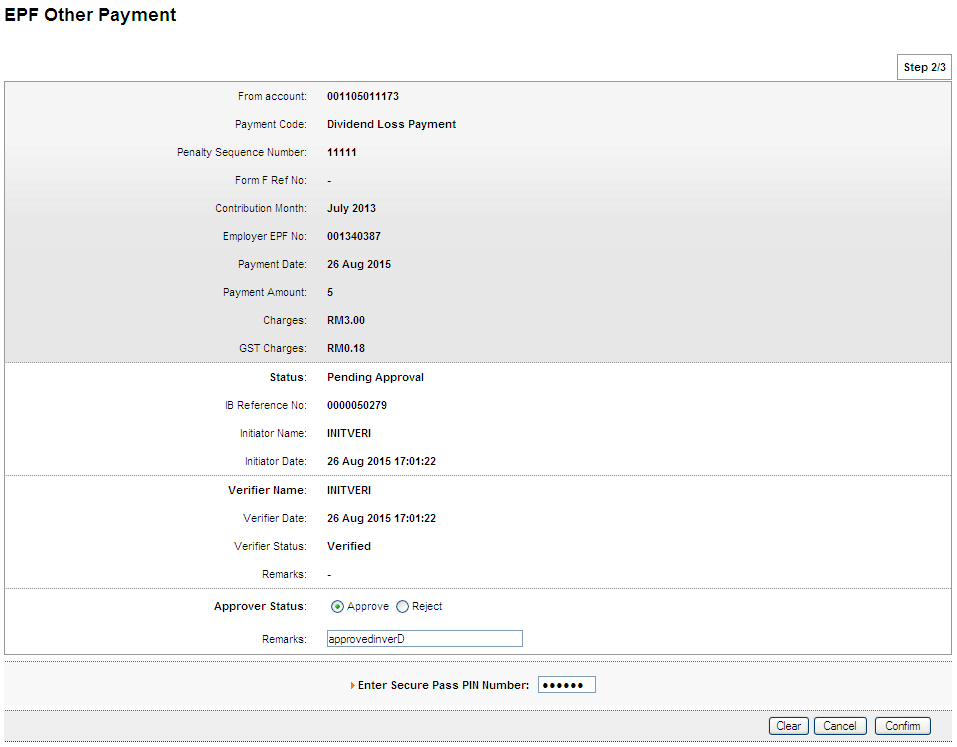 EPF Other Payment
Step 2/3
From account: 001105011173
Payment Code: Dividend Loss Payment
Penalty Sequence Number: 11111
Form F Ref No: -
Contribution Month: July 2013
Employer EPF No: 001340387
Payment Date: 26 Aug 2015
Payment Amount: 5
Charges: RM3.00
GST Charges: RM0.18
Status: Pending Approval
IB Reference No: 0000050279
Initiator Name: INITVERI
Initiator Date: 26 Aug 2015 17:01:22
Verifier Name: INITVERI
Verifier Date: 26 Aug 2015 17:01:22
Verifier Status: Verified
Remarks: -
Approver Status: Approve Reject
Remarks: approvedinverD
Enter Secure Pass PIN Number: ••••••
Clear Cancel Confirm